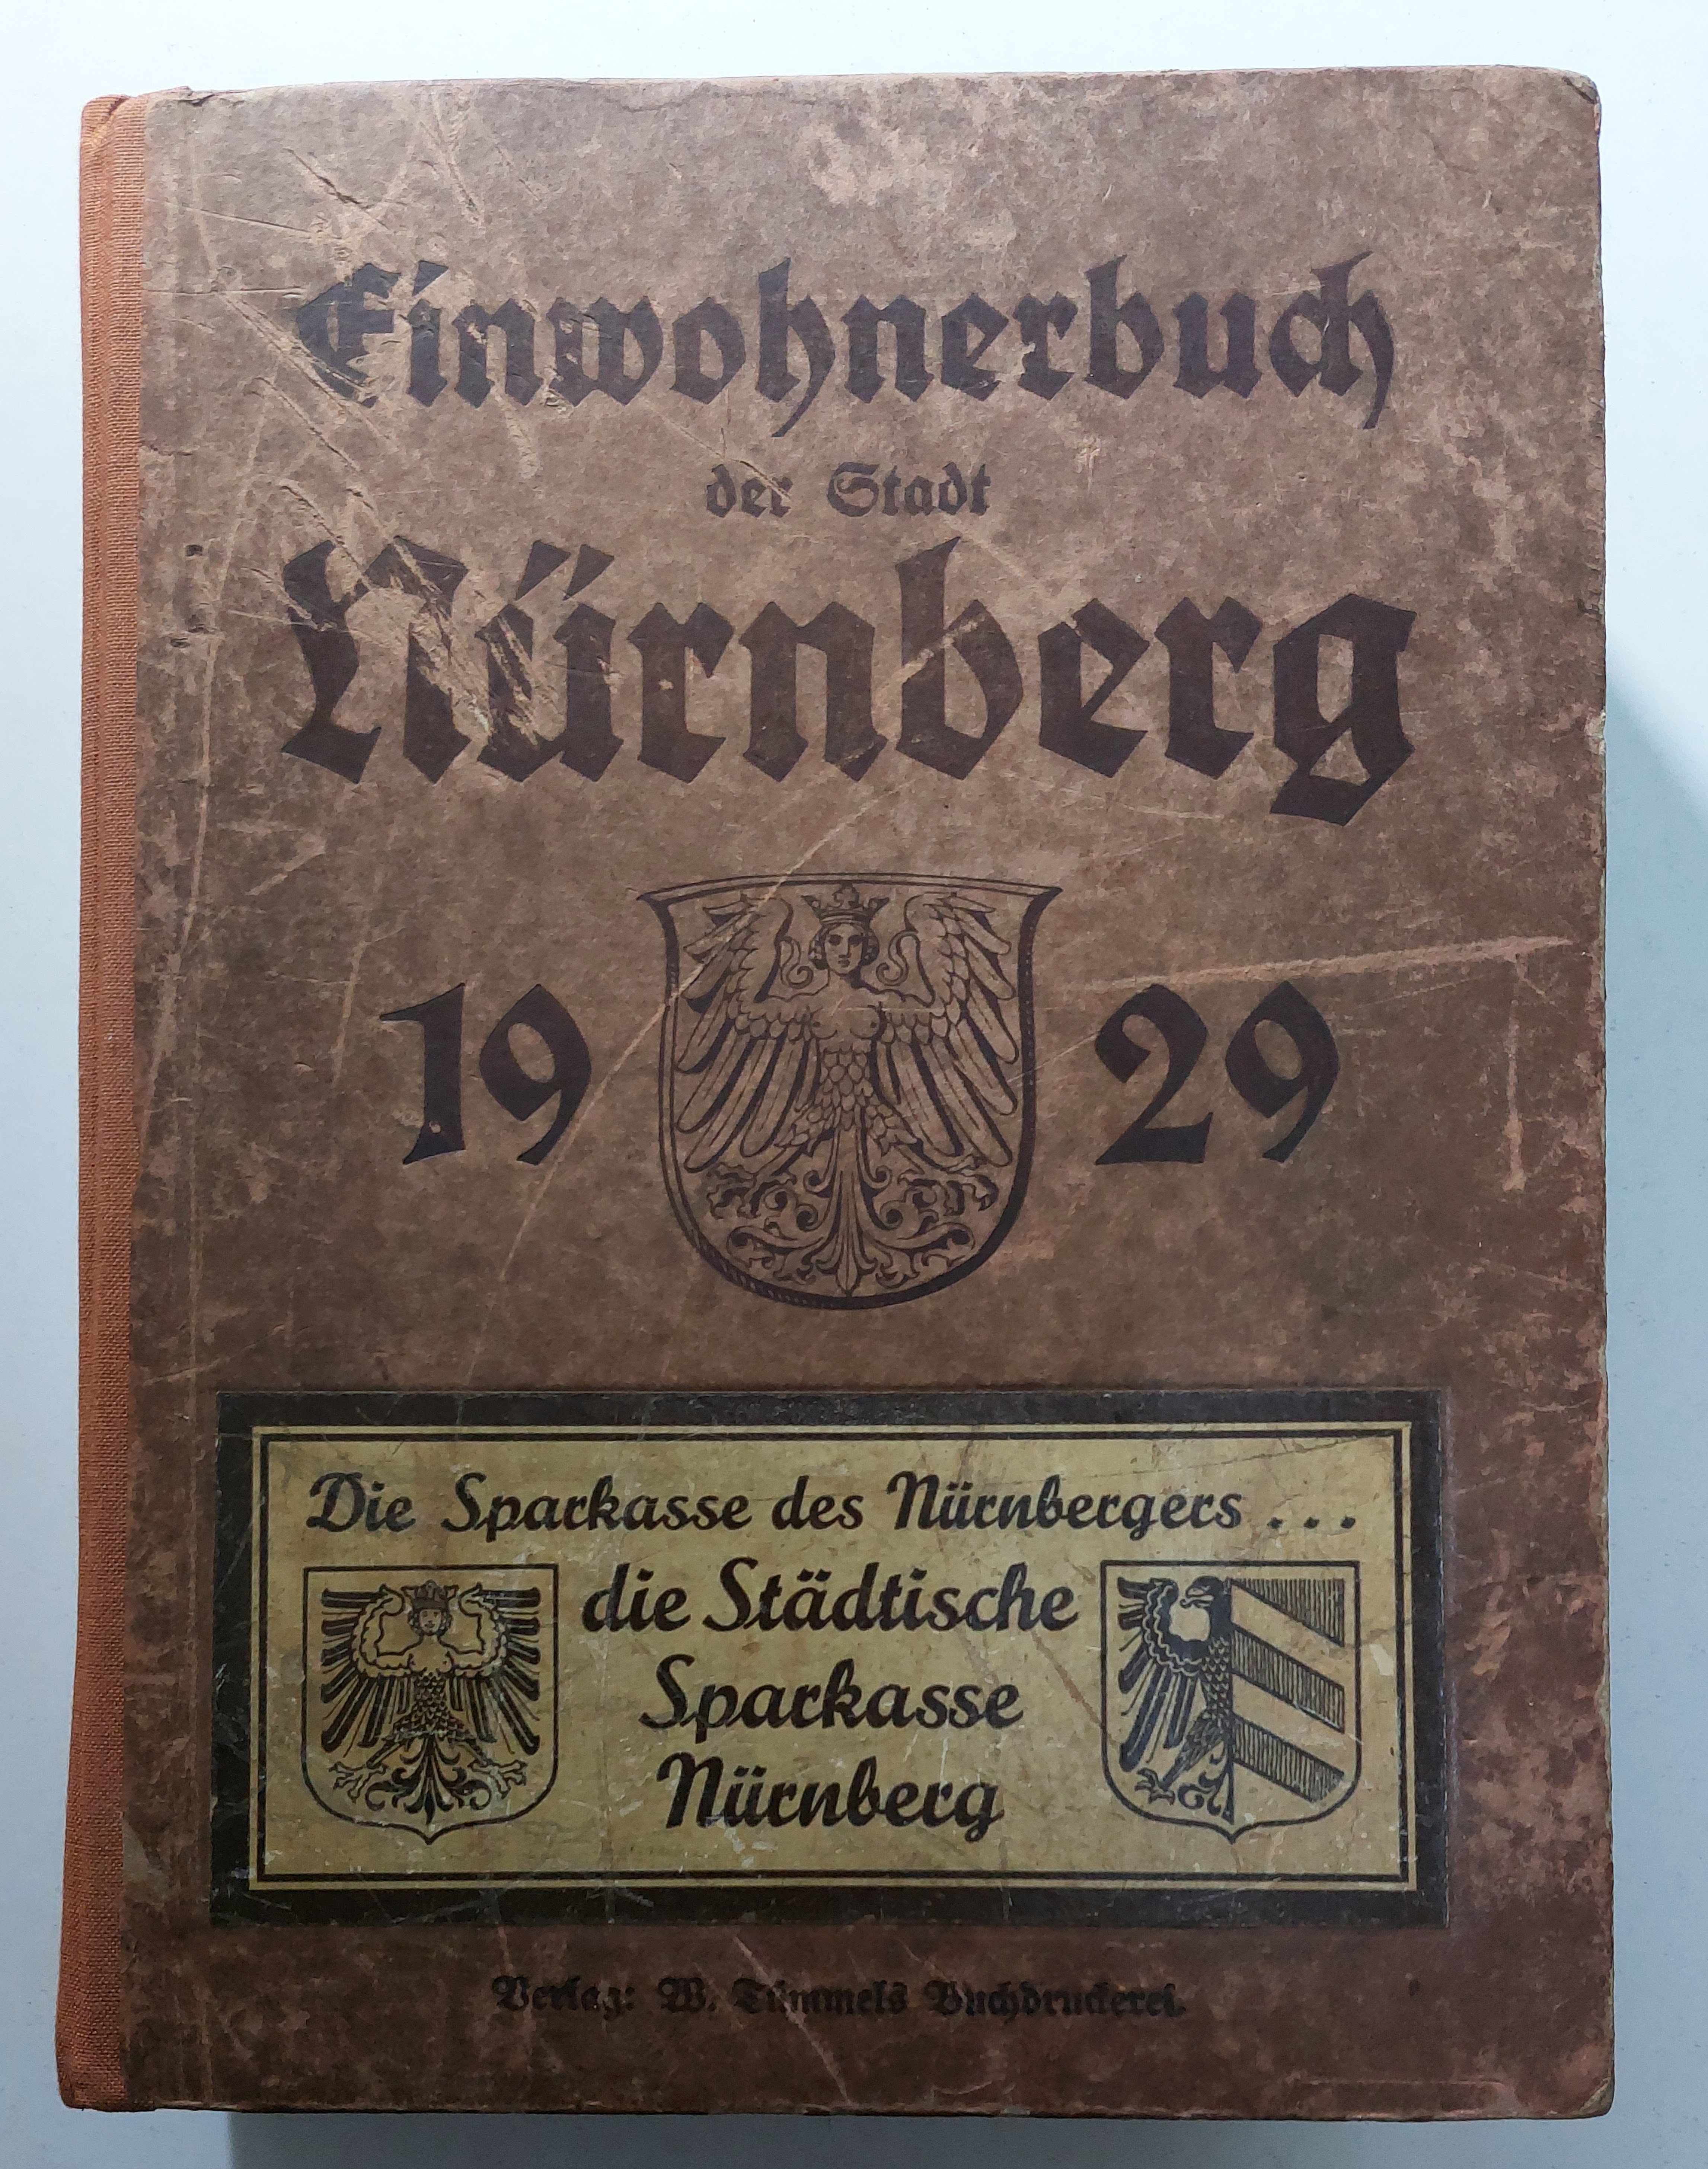 Einwohnerbuch
der Stadt
Nürnberg
19 29
Die Sparkasse des Nürnbergers ...
die Städtische
Sparkasse
Nürnberg
Verlag: W. Tümmels Buchdruckerei.